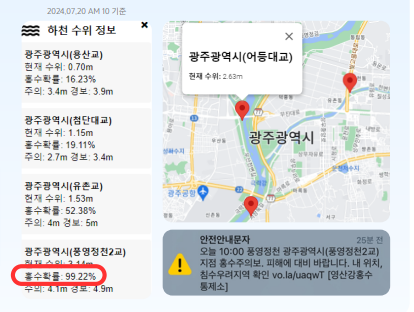 2024,07,20 AM 10 기준
하천 수위 정보
광주광역시(용산교)
현재 수위: 0.70m
홍수확률: 16.23%
주의: 3.4m 경보: 3.9m
광주광역시(첨단대교)
현재 수위: 1.15m
홍수확률: 19.11%
주의: 2.7m 경보: 3.4m
광주광역시(유촌교)
현재 수위: 1.53m
홍수확률: 52.38%
주의: 4m 경보: 5m
광주광역시(풍영정천2교)
현재 수위: 3.14m
홍수확률: 99.22%
주의: 4.1m 경보: 4.9m
광주광역시(어등대교)
현재 수위: 2.63m
광주광역시
광주공항
안전안내문자 25분 전
오늘 10:00 풍영정천 광주광역시(풍영정천2교)
지점 홍수주의보. 피해에 대비 바랍니다. 내 위치,
침수우려지역 확인 vo.la/uaqwT [영산강홍수
통제소]